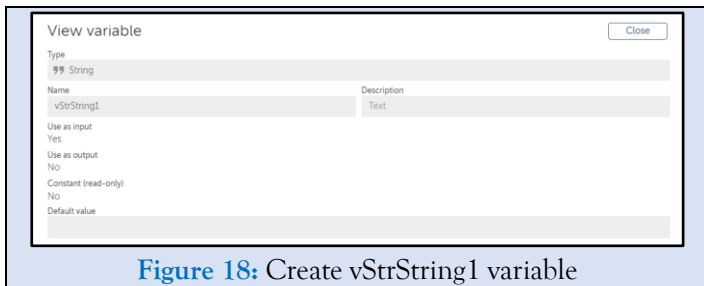 View variable
Close
Type
String
Name
Description
vStrString1
Text
Use as input
Yes
Use as output
No
Constant (read-only)
No
Default value
Figure 18: Create vStrString1 variable